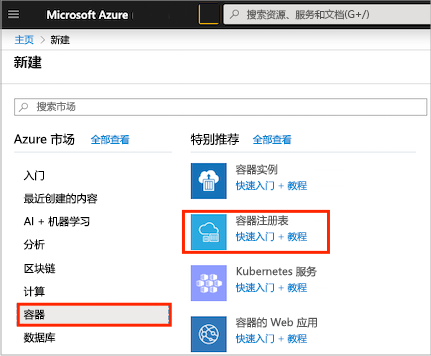 Microsoft Azure
搜索资源、服务和文档(G+/)
主页 > 新建
新建
搜索市场
Azure 市场 全部查看
特别推荐 全部查看
入门
最近创建的内容
AI + 机器学习
分析
区块链
计算
容器
数据库
容器实例
快速入门 + 教程
容器注册表
快速入门 + 教程
Kubernetes 服务
快速入门 + 教程
容器的 Web 应用
快速入门 + 教程